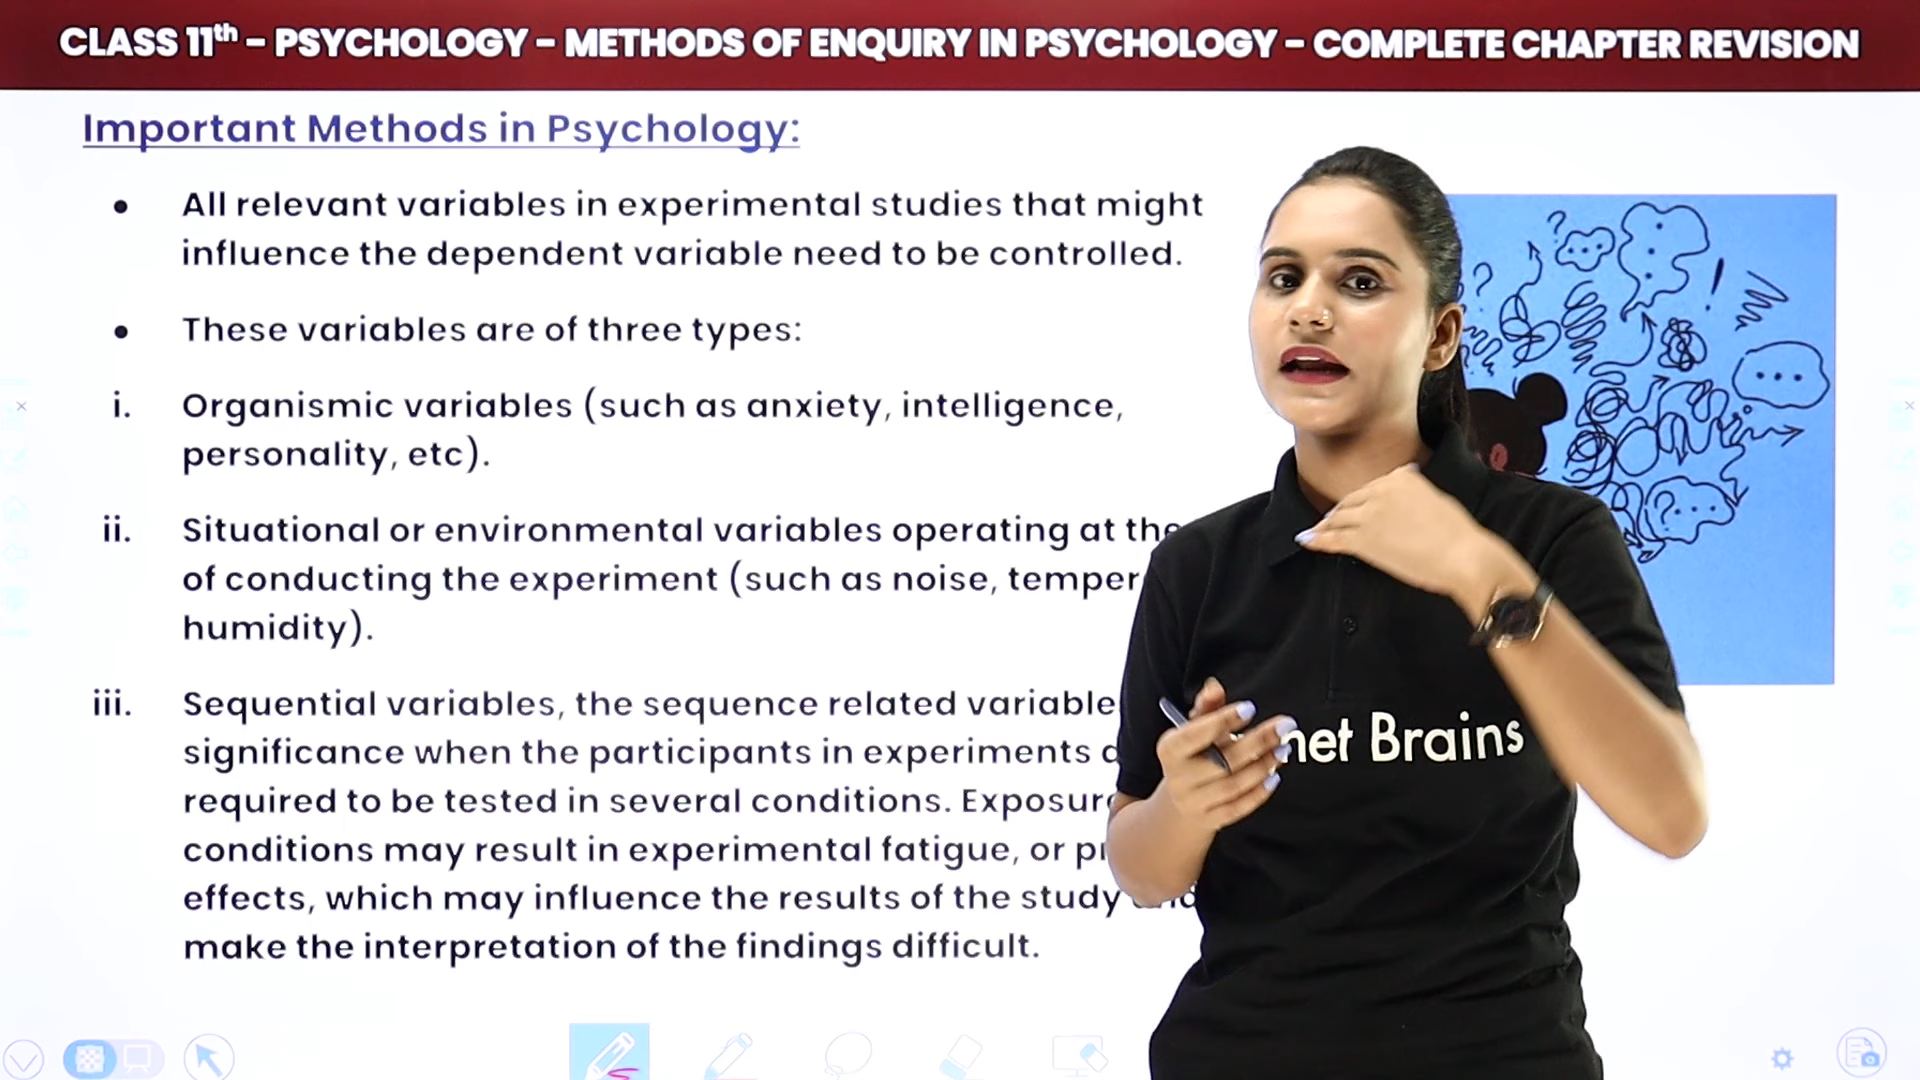 CLASS 11th – PSYCHOLOGY – METHODS OF ENQUIRY IN PSYCHOLOGY – COMPLETE CHAPTER REVISION
Important Methods in Psychology:
• All relevant variables in experimental studies that might
influence the dependent variable need to be controlled.
• These variables are of three types:
i. Organismic variables (such as anxiety, intelligence,
personality, etc).
ii. Situational or environmental variables operating at the
of conducting the experiment (such as noise,
humidity).
iii. Sequential variables, the sequence related
significance when the participants in experiments
required to be tested in several conditions.
conditions may result in experimental fatigue, or
effects, which may influence the results of the study
make the interpretation of the findings difficult.
Brains